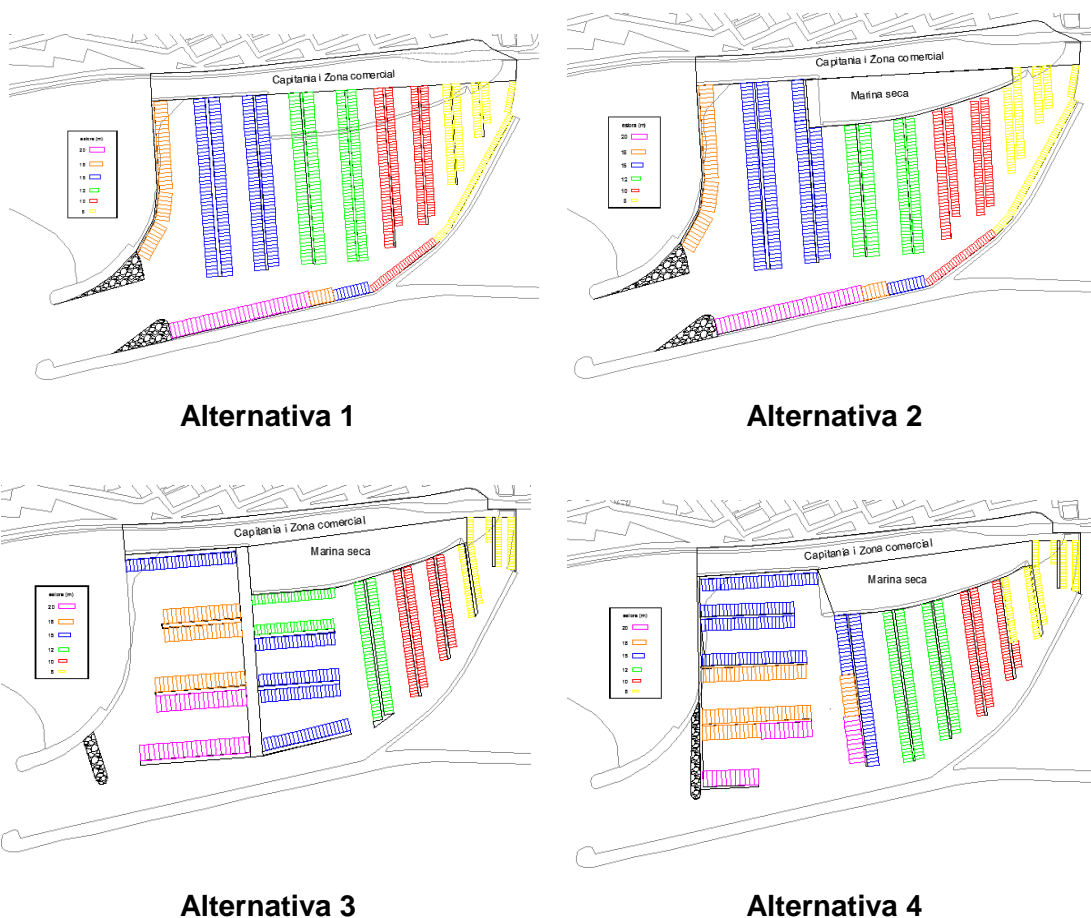 Capitania i Zona comercial
eslora (m)
20
18
15
12
10
8
Alternativa 1
Capitania i Zona comercial
Marina seca
eslora (m)
20
18
15
12
10
8
Alternativa 2
Capitania i Zona comercial
Marina seca
eslora (m)
20
18
15
12
10
8
Alternativa 3
Capitania i Zona comercial
Marina seca
eslora (m)
20
18
15
12
10
8
Alternativa 4